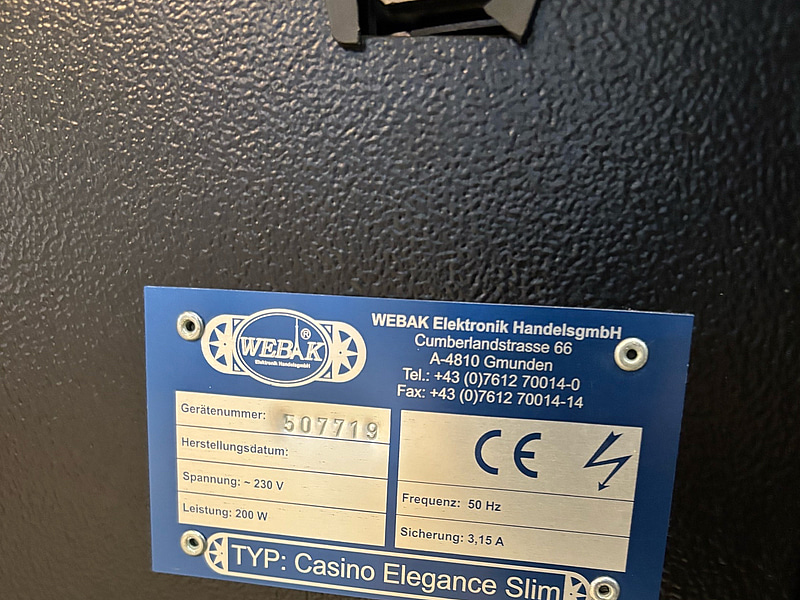 WEBAK®
Elektronik HandelsgmbH
WEBAK Elektronik HandelsgmbH
Cumberlandstrasse 66
A-4810 Gmunden
Tel.: +43 (0)7612 70014-0
Fax: +43 (0)7612 70014-14
Gerätenummer: 507719
Herstellungsdatum:
Spannung: ~ 230 V
Leistung: 200 W
CE
Frequenz: 50 Hz
Sicherung: 3,15 A
TYP: Casino Elegance Slim